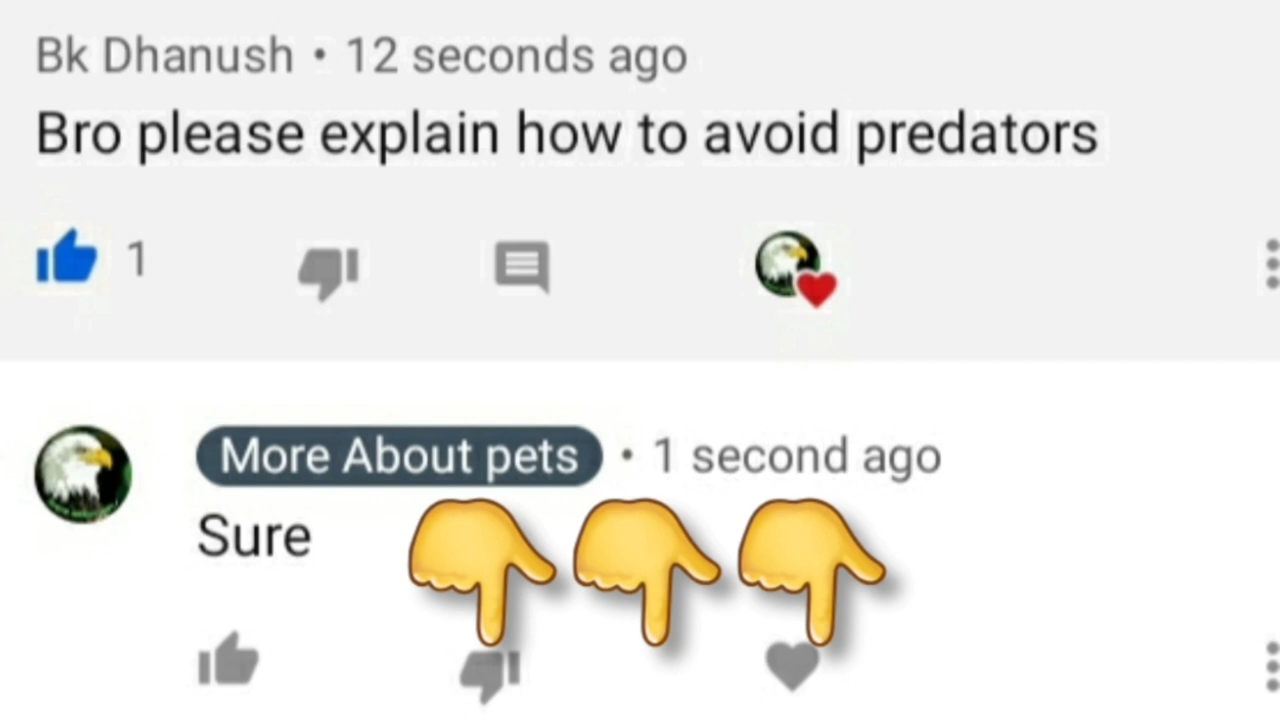 Bk Dhanush • 12 seconds ago
Bro please explain how to avoid predators
1
More About pets • 1 second ago
Sure